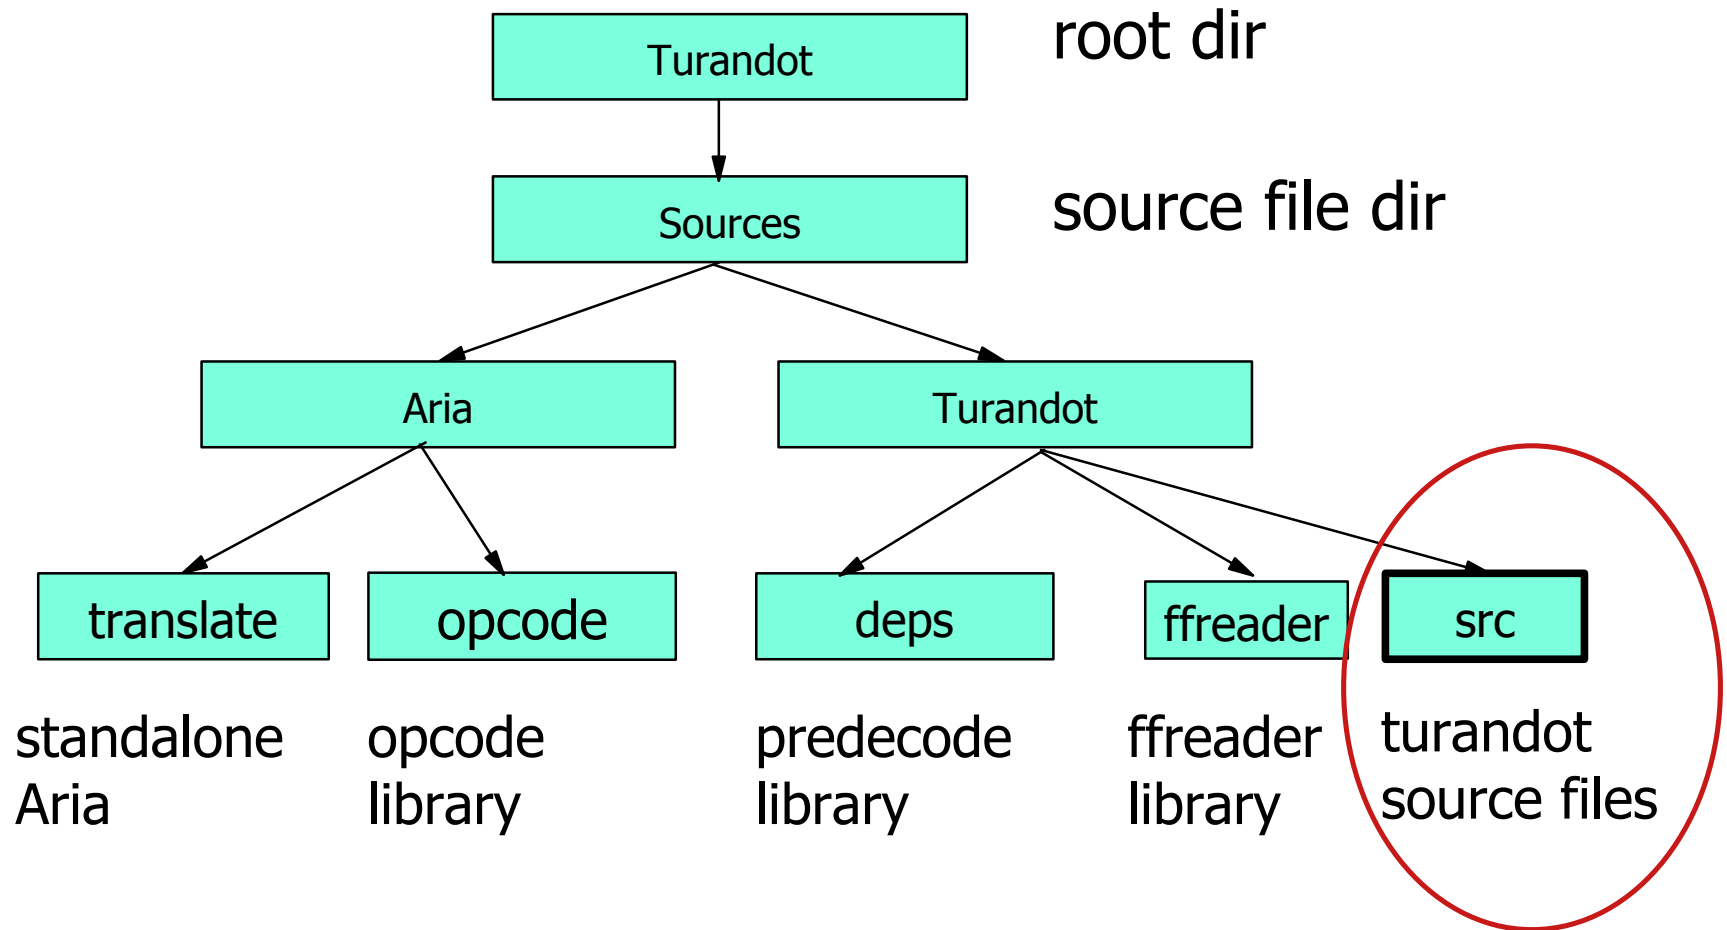 Turandot
root dir
Sources
source file dir
Aria
Turandot
translate
opcode
deps
ffreader
src
standalone
Aria
opcode
library
predecode
library
ffreader
library
turandot
source files